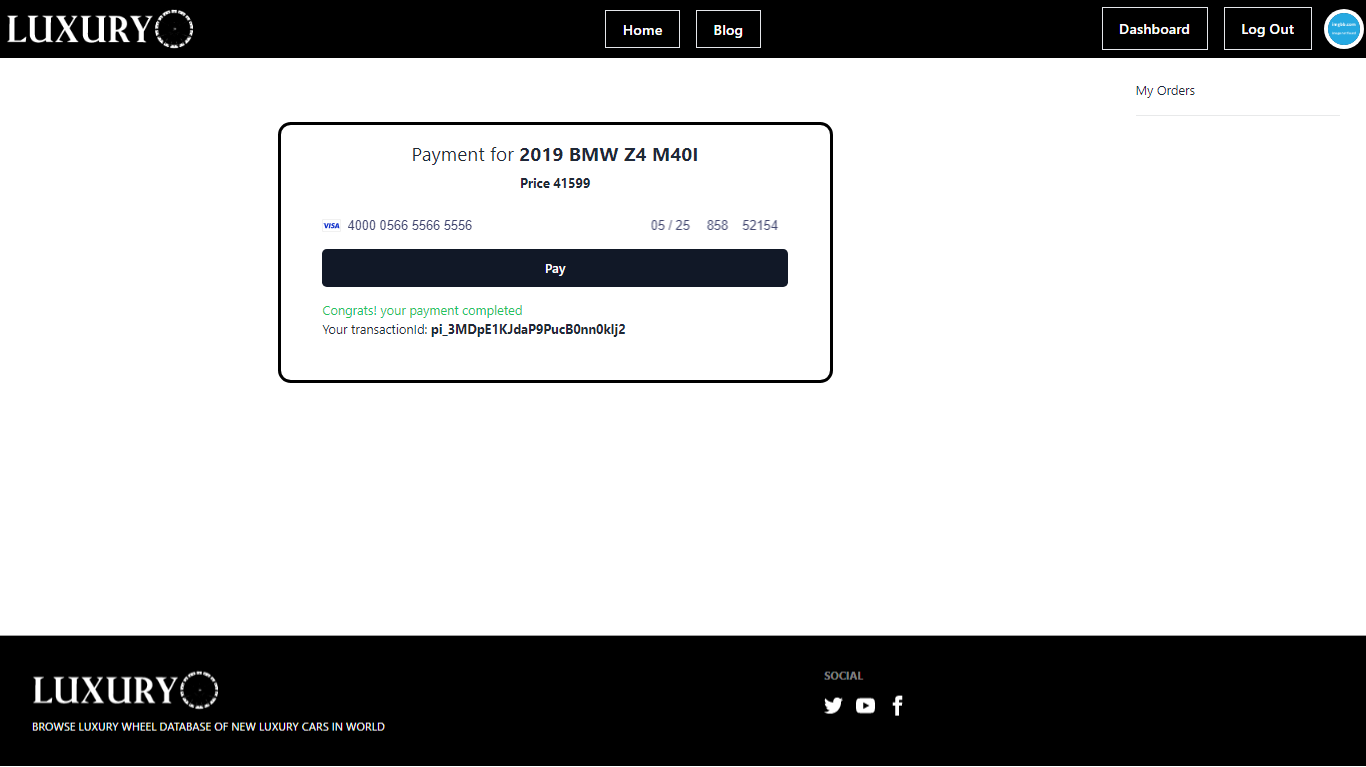 LUXURY
Home
Blog
Dashboard
Log Out
My Orders
Payment for 2019 BMW Z4 M40I
Price 41599
VISA 4000 0566 5566 5556 05 / 25 858 52154
Pay
Congrats! your payment completed
Your transactionId: pi_3MDpE1KJdaP9PucB0nn0klj2
LUXURY
BROWSE LUXURY WHEEL DATABASE OF NEW LUXURY CARS IN WORLD
SOCIAL